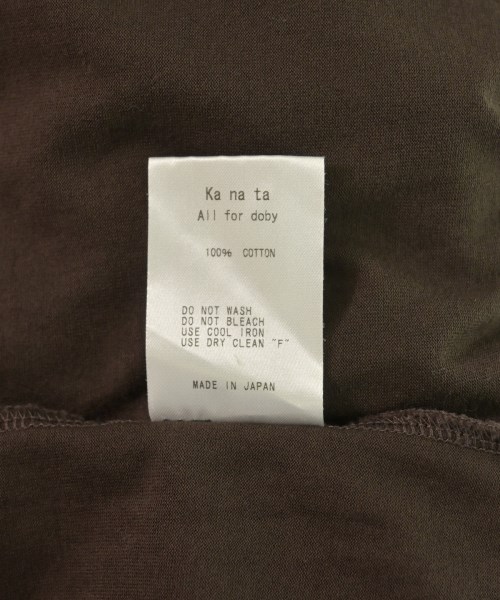 Ka na ta
All for doby
100% COTTON
DO NOT WASH
DO NOT BLEACH
USE COOL IRON
USE DRY CLEAN "F"
MADE IN JAPAN